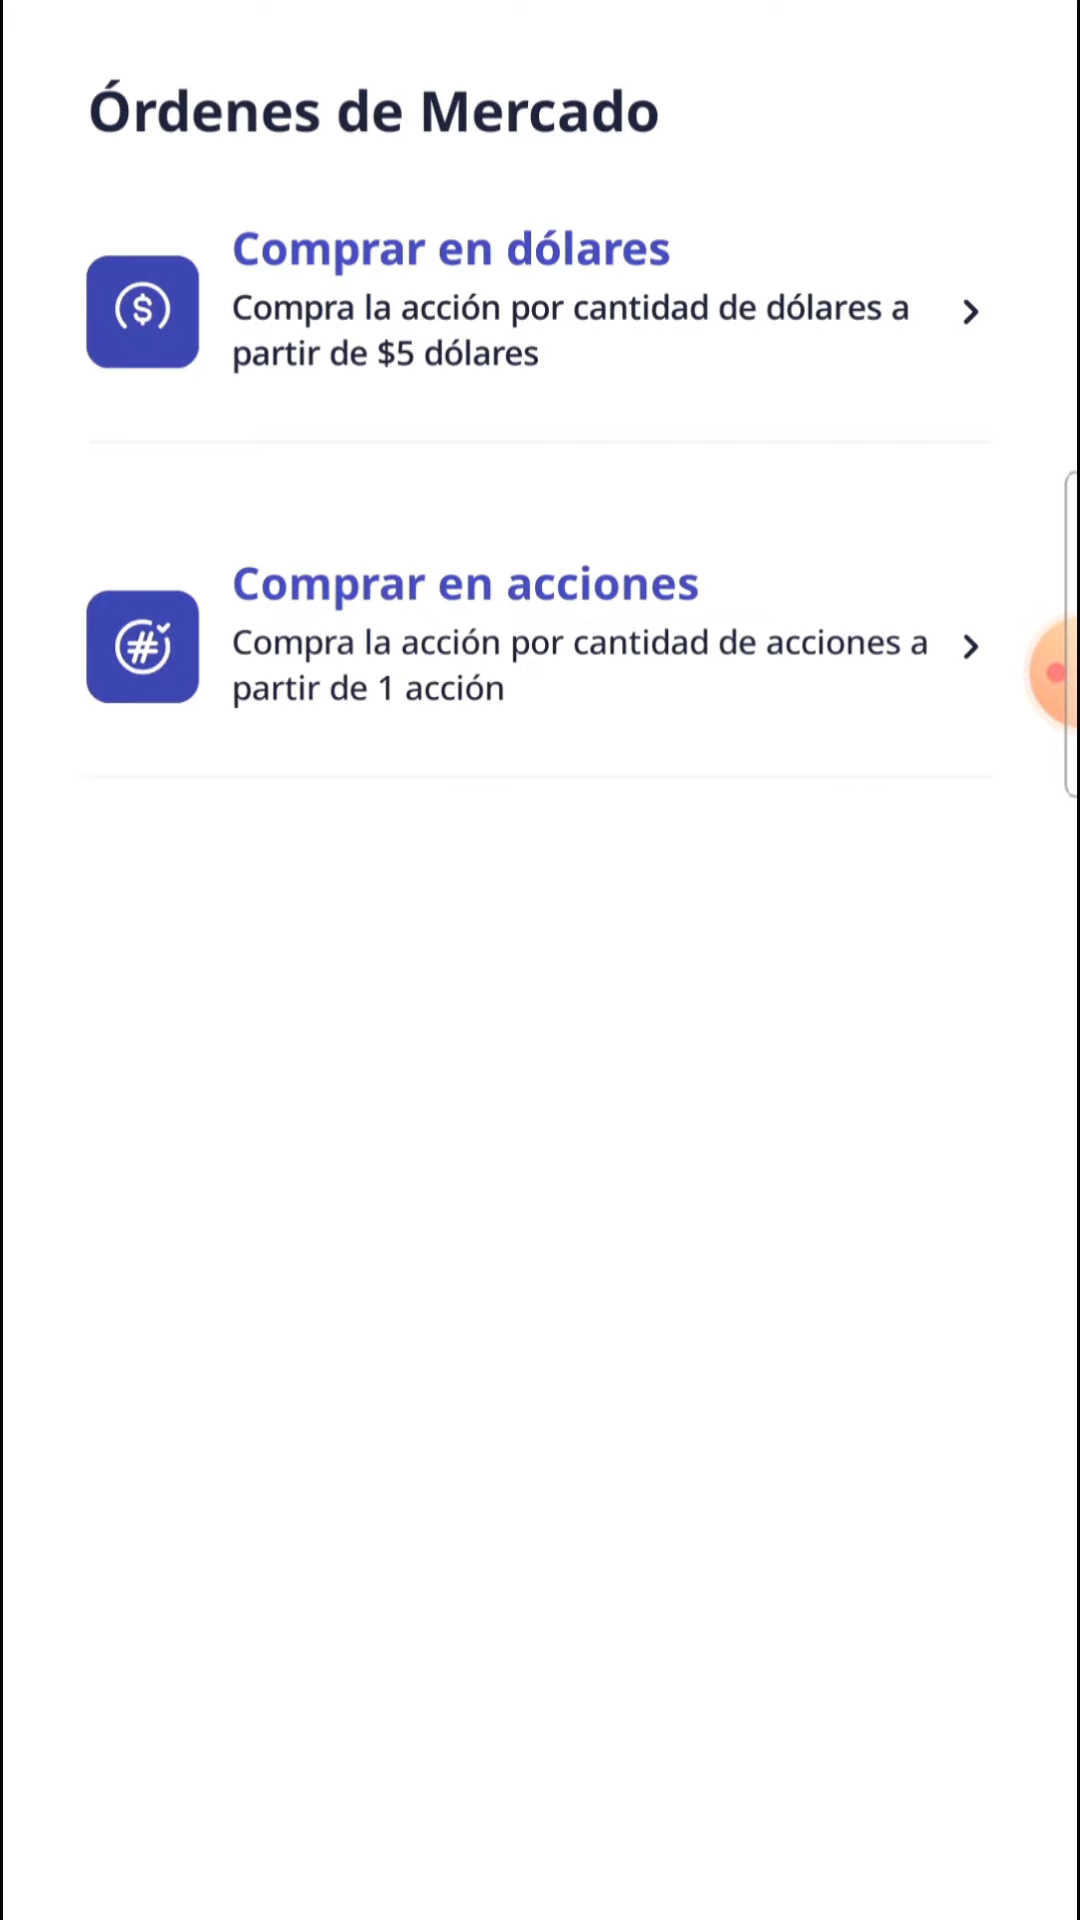 Órdenes de Mercado
Comprar en dólares
Compra la acción por cantidad de dólares a
partir de $5 dólares
Comprar en acciones
Compra la acción por cantidad de acciones a
partir de 1 acción